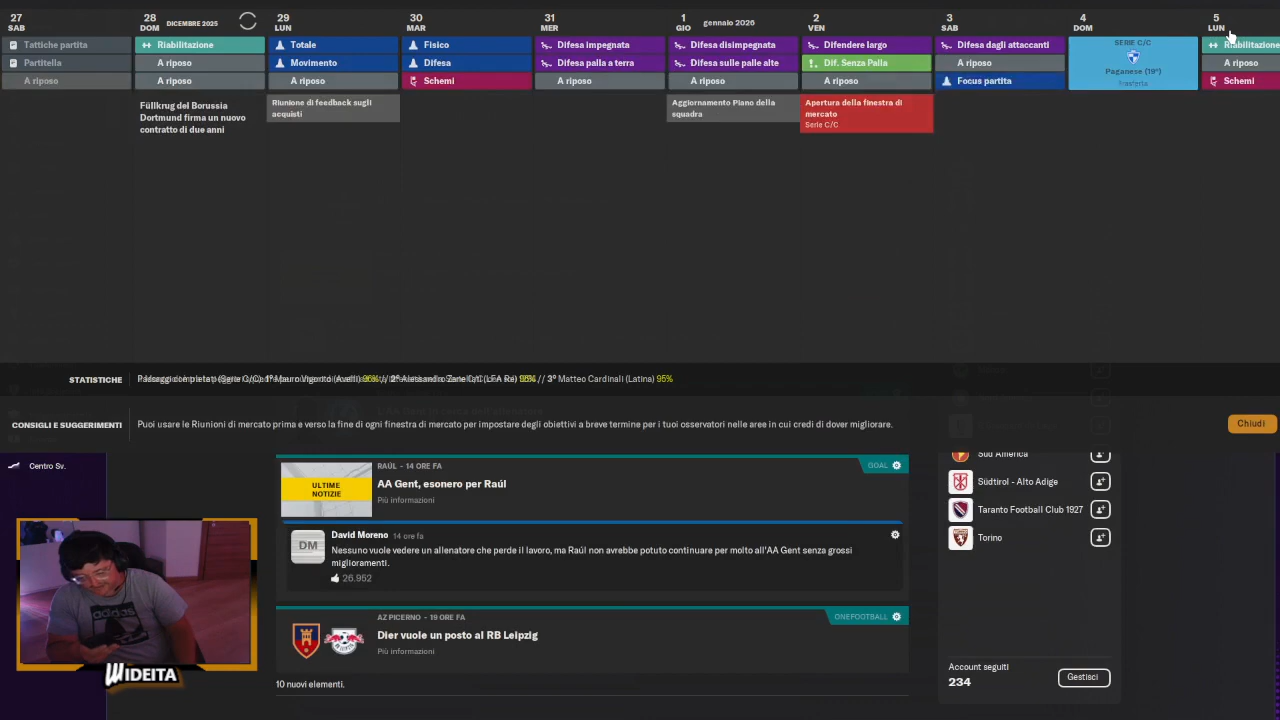 27
SAB
28
DOM
DICEMBRE 2025
29
LUN
30
MAR
31
MER
1
GIO
gennaio 2026
2
VEN
3
SAB
4
DOM
5
LUN
Tattiche partita
Riabilitazione
Totale
Fisico
Difesa impegnata
Difesa disimpegnata
Difendere largo
Difesa dagli attaccanti
SERIE C/C
Riabilitazione
Partitella
A riposo
Movimento
Difesa
Difesa palla a terra
Difesa sulle palle alte
Dif. Senza Palla
A riposo
Paganese (19º)
A riposo
A riposo
A riposo
A riposo
Schemi
A riposo
A riposo
A riposo
Focus partita
Trasferta
Schemi
Füllkrug del Borussia
Dortmund firma un nuovo
contratto di due anni
Riunione di feedback sugli
acquisti
Aggiornamento Piano della
squadra
Apertura della finestra di
mercato
Serie C/C
STATISTICHE
3º Matteo Cardinali (Latina) 95%
CONSIGLI E SUGGERIMENTI
Puoi usare le Riunioni di mercato prima e verso la fine di ogni finestra di mercato per impostare degli obiettivi a breve termine per i tuoi osservatori nelle aree in cui credi di dover migliorare.
Chiudi
Centro Sv.
RAÚL - 14 ORE FA
GOAL
ULTIME
NOTIZIE
AA Gent, esonero per Raúl
Più informazioni
DM
David Moreno 14 ore fa
Nessuno vuole vedere un allenatore che perde il lavoro, ma Raúl non avrebbe potuto continuare per molto all'AA Gent senza grossi
miglioramenti.
26.952
AZ PICERNO - 19 ORE FA
ONEFOOTBALL
Dier vuole un posto al RB Leipzig
Più informazioni
10 nuovi elementi.
Sud America
Südtirol - Alto Adige
Taranto Football Club 1927
Torino
Account seguiti
234
Gestisci
adidas
WIDEITA